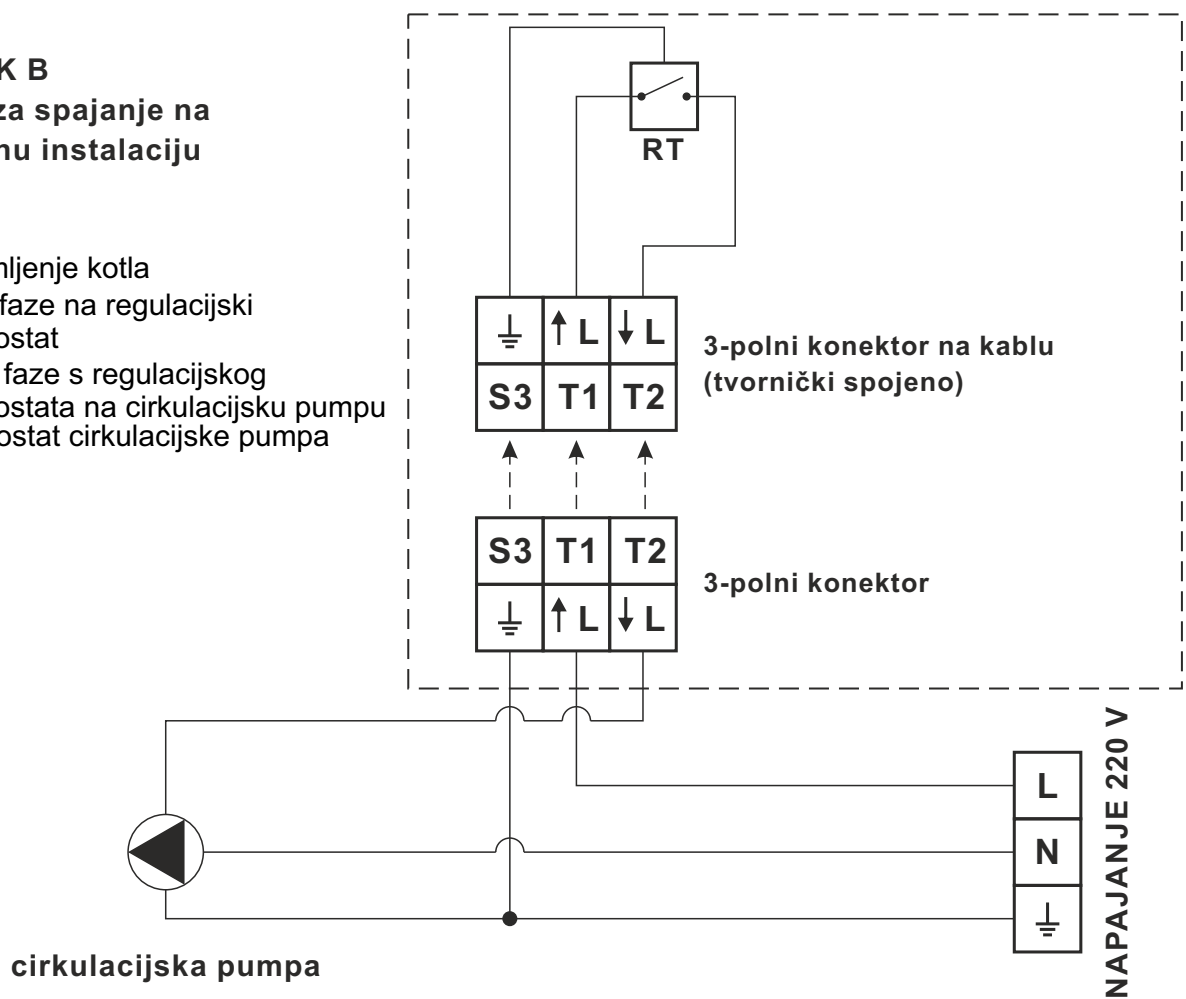 K B
za spajanje na
nu instalaciju
nljenje kotla
faze na regulacijski
ostat
faze s regulacijskog
ostata na cirkulacijsku pumpu
ostat cirkulacijske pumpa
RT
L L
S3 T1 T2
3-polni konektor na kablu
(tvornički spojeno)
S3 T1 T2
L L
3-polni konektor
L
N
NAPAJANJE 220 V
cirkulacijska pumpa